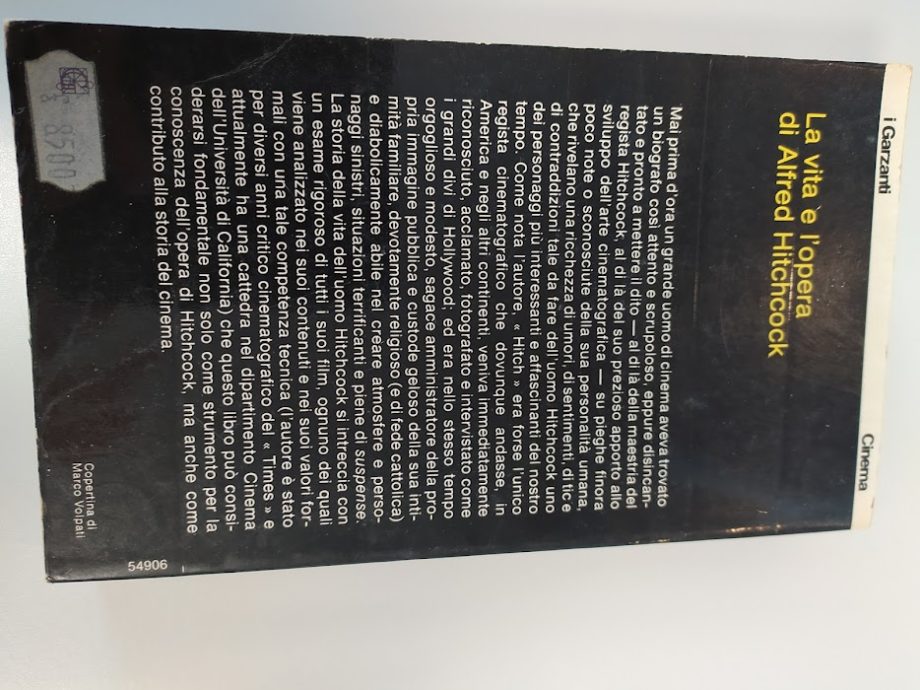 i Garzanti
Cinema
La vita e l'opera
di Alfred Hitchcock
Mai prima d'ora un grande uomo di cinema aveva trovato
un biografo così attento e scrupoloso, eppure disincan-
tato e pronto a mettere il dito — al di là della maestria del
regista Hitchcock, al di là del suo prezioso apporto allo
sviluppo dell'arte cinematografica — su pieghe finora
poco note o sconosciute della sua personalità umana,
che rivelano una ricchezza di umori, di sentimenti, di tic e
di contraddizioni tale da fare dell'uomo Hitchcock uno
dei personaggi più interessanti e affascinanti del nostro
tempo. Come nota l'autore, « Hitch » era forse l'unico
regista cinematografico che dovunque andasse, in
America e negli altri continenti, veniva immediatamente
riconosciuto, acclamato, fotografato e intervistato come
i grandi divi di Hollywood; ed era nello stesso tempo
orgoglioso e modesto, sagace amministratore della pro-
pria immagine pubblica e custode geloso della sua inti-
mità familiare, devotamente religioso (e di fede cattolica)
e diabolicamente abile nel creare atmosfere e perso-
naggi sinistri, situazioni terrificanti e piene di suspense.
La storia della vita dell'uomo Hitchcock si intreccia con
un esame rigoroso di tutti i suoi film, ognuno dei quali
viene analizzato nei suoi contenuti e nei suoi valori for-
mali con una tale competenza tecnica (l'autore è stato
per diversi anni critico cinematografico del « Times » e
attualmente ha una cattedra nel dipartimento Cinema
dell'Università di California) che questo libro può consi-
derarsi fondamentale non solo come strumento per la
conoscenza dell'opera di Hitchcock, ma anche come
contributo alla storia del cinema.
Copertina di
Marco Volpati
54906
8500